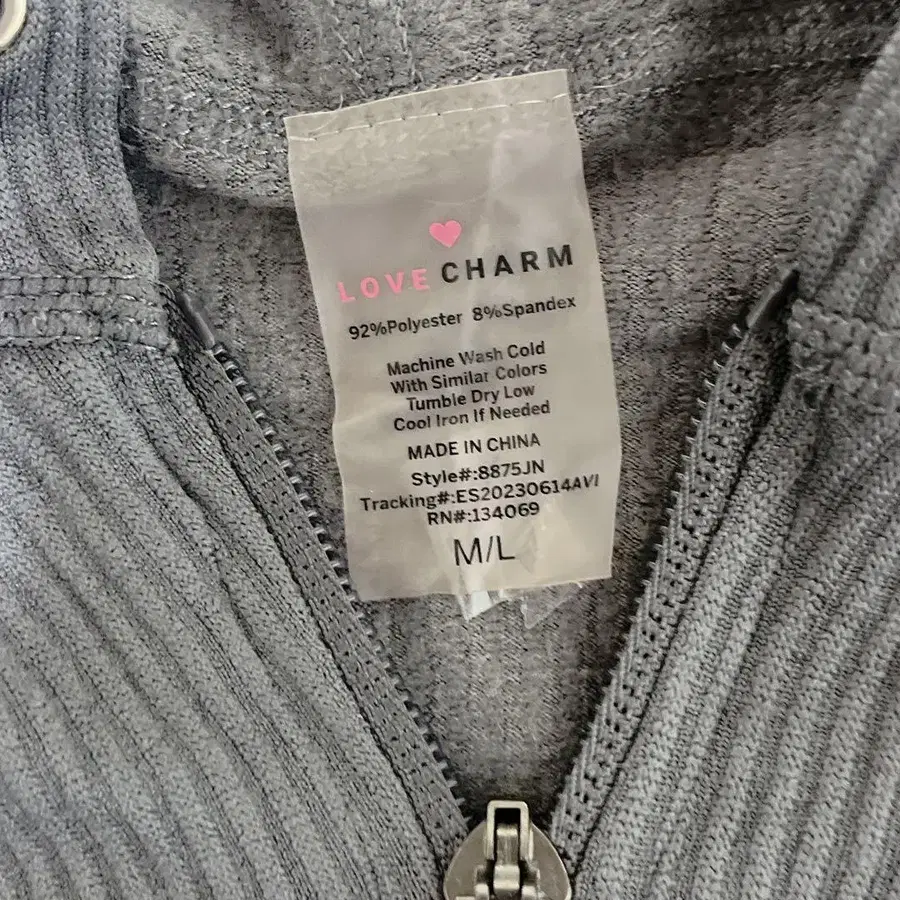 LOVE CHARM
92%Polyester 8%Spandex
Machine Wash Cold
With Similar Colors
Tumble Dry Low
Cool Iron If Needed
MADE IN CHINA
Style#:8875JN
Tracking#:ES20230614AVI
RN#:134069
M/L